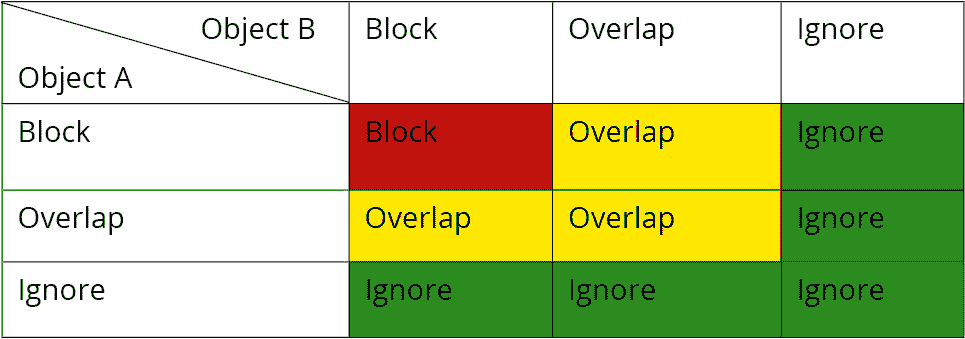 Object B Block Overlap Ignore
Object A
Block Block Overlap Ignore
Overlap Overlap Overlap Ignore
Ignore Ignore Ignore Ignore